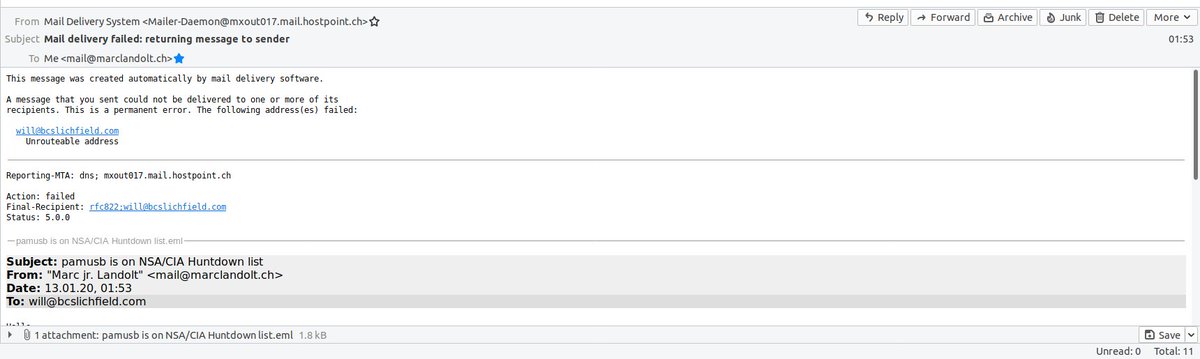 From Mail Delivery System <Mailer-Daemon@mxout017.mail.hostpoint.ch>
Reply Forward Archive Junk Delete More
Subject Mail delivery failed: returning message to sender 01:53
To Me <mail@marclandolt.ch>
This message was created automatically by mail delivery software.
A message that you sent could not be delivered to one or more of its
recipients. This is a permanent error. The following address(es) failed:
will@bcslichfield.com
Unrouteable address
Reporting-MTA: dns; mxout017.mail.hostpoint.ch
Action: failed
Final-Recipient: rfc822;will@bcslichfield.com
Status: 5.0.0
pamusb is on NSA/CIA Huntdown list.eml
Subject: pamusb is on NSA/CIA Huntdown list
From: "Marc jr. Landolt" <mail@marclandolt.ch>
Date: 13.01.20, 01:53
To: will@bcslichfield.com
1 attachment: pamusb is on NSA/CIA Huntdown list.eml 1.8 kB Save
Unread: 0 Total: 11